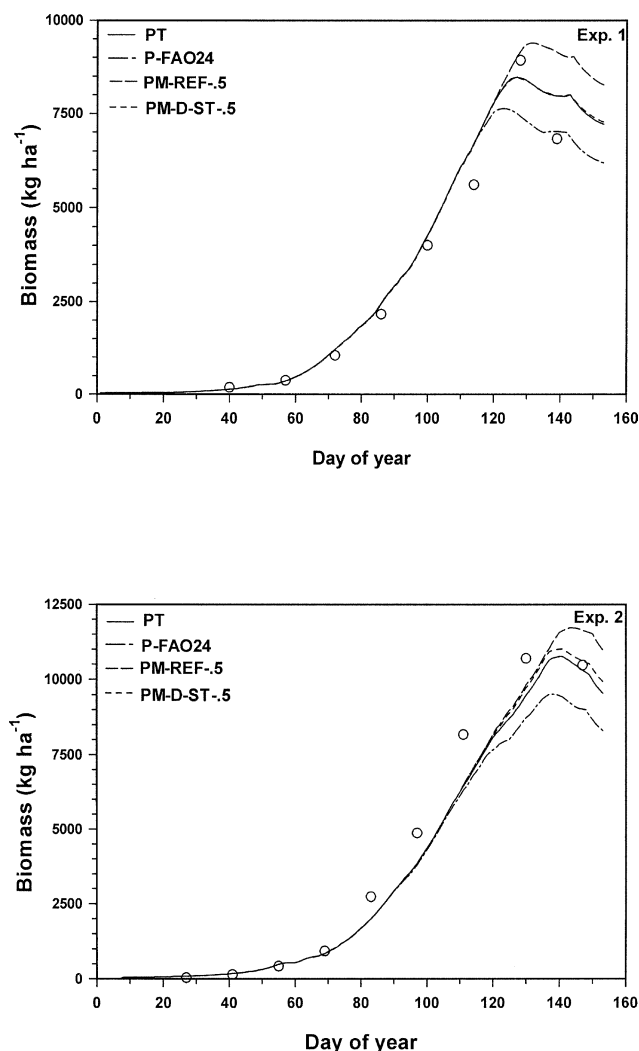 10000
Exp. 1
PT
P-FAO24
PM-REF-.5
PM-D-ST-.5
7500
5000
2500
0
Biomass (kg ha⁻¹)
0 20 40 60 80 100 120 140 160
Day of year
12500
Exp. 2
PT
P-FAO24
PM-REF-.5
PM-D-ST-.5
10000
7500
5000
2500
0
Biomass (kg ha⁻¹)
0 20 40 60 80 100 120 140 160
Day of year